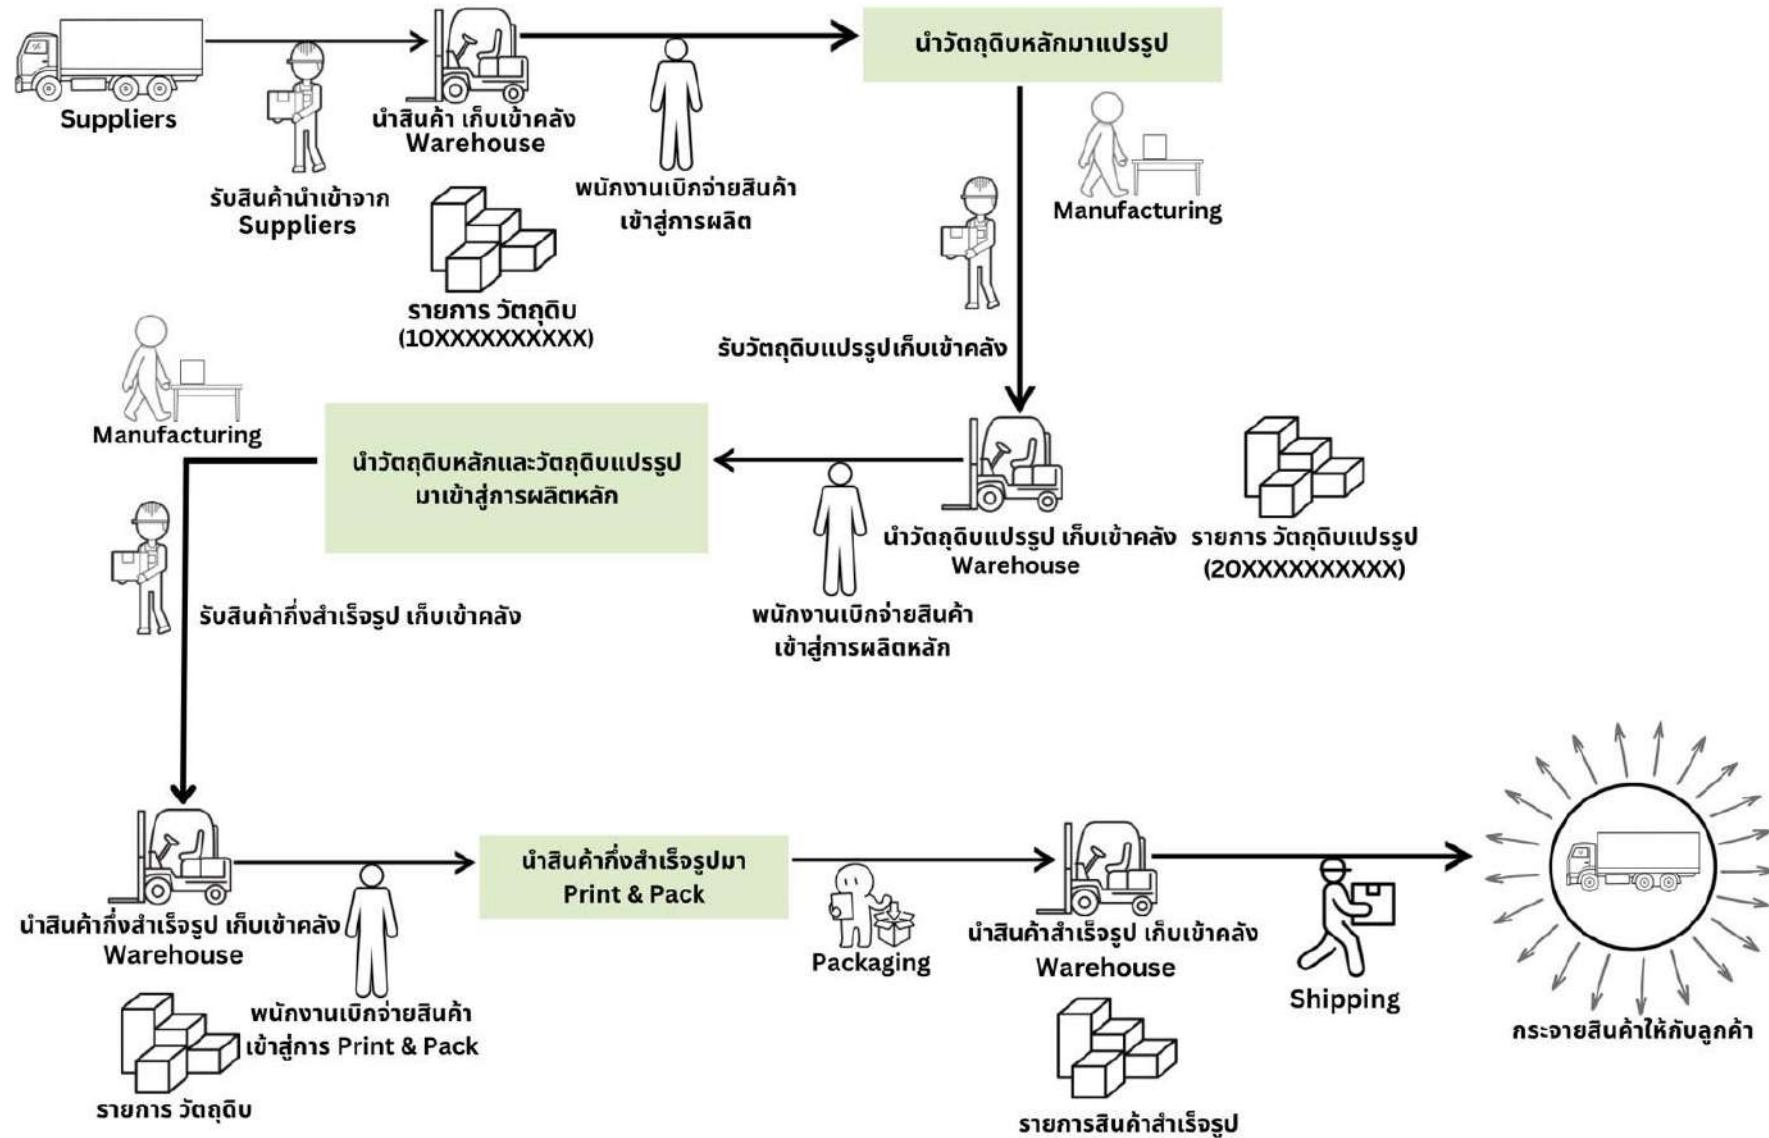 นำวัตถุดิบหลักมาแปรรูป
Suppliers
นำสินค้า เก็บเข้าคลัง
Warehouse
รับสินค้านำเข้าจาก
Suppliers
พนักงานเบิกจ่ายสินค้า
เข้าสู่การผลิต
Manufacturing
รายการ วัตถุดิบ
(10XXXXXXXXXX)
รับวัตถุดิบแปรรูปเก็บเข้าคลัง
Manufacturing
นำวัตถุดิบหลักและวัตถุดิบแปรรูป
มาเข้าสู่การผลิตหลัก
นำวัตถุดิบแปรรูป เก็บเข้าคลัง
Warehouse
รายการ วัตถุดิบแปรรูป
(20XXXXXXXXXX)
พนักงานเบิกจ่ายสินค้า
เข้าสู่การผลิตหลัก
รับสินค้ากึ่งสำเร็จรูป เก็บเข้าคลัง
นำสินค้ากึ่งสำเร็จรูปมา
Print & Pack
นำสินค้ากึ่งสำเร็จรูป เก็บเข้าคลัง
Warehouse
พนักงานเบิกจ่ายสินค้า
เข้าสู่การ Print & Pack
รายการ วัตถุดิบ
Packaging
นำสินค้าสำเร็จรูป เก็บเข้าคลัง
Warehouse
รายการสินค้าสำเร็จรูป
Shipping
กระจายสินค้าให้กับลูกค้า